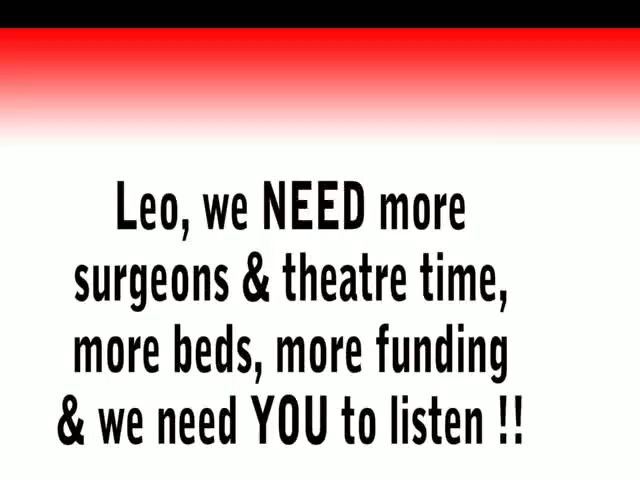 Leo, we NEED more
surgeons & theatre time,
more beds, more funding
& we need YOU to listen !!